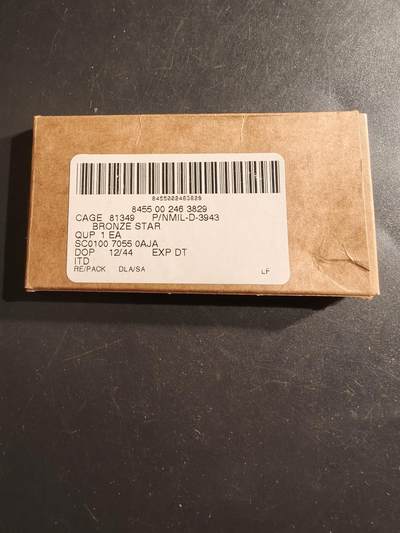 8455002463829
8455 00 246 3829
CAGE 81349 P/NMIL-D-3943
BRONZE STAR
QUP 1 EA
SC0100 7055 0AJA
DOP 12/44 EXP DT
ITD
RE/PACK DLA/SA LF